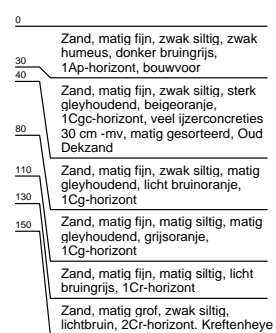 0
Zand, matig fijn, zwak siltig, zwak
humeus, donker bruingrijs,
1Ap-horizont, bouwvoor
30
40
Zand, matig fijn, zwak siltig, sterk
gleyhoudend, beigeoranje,
1Cgc-horizont, veel ijzerconcreties
30 cm -mv, matig gesorteerd, Oud
Dekzand
80
Zand, matig fijn, zwak siltig, matig
gleyhoudend, licht bruinoranje,
1Cg-horizont
110
Zand, matig fijn, matig siltig, matig
gleyhoudend, grijsoranje,
1Cg-horizont
130
Zand, matig fijn, matig siltig, licht
bruingrijs, 1Cr-horizont
150
Zand, matig grof, zwak siltig,
lichtbruin, 2Cr-horizont. Kreftenheye